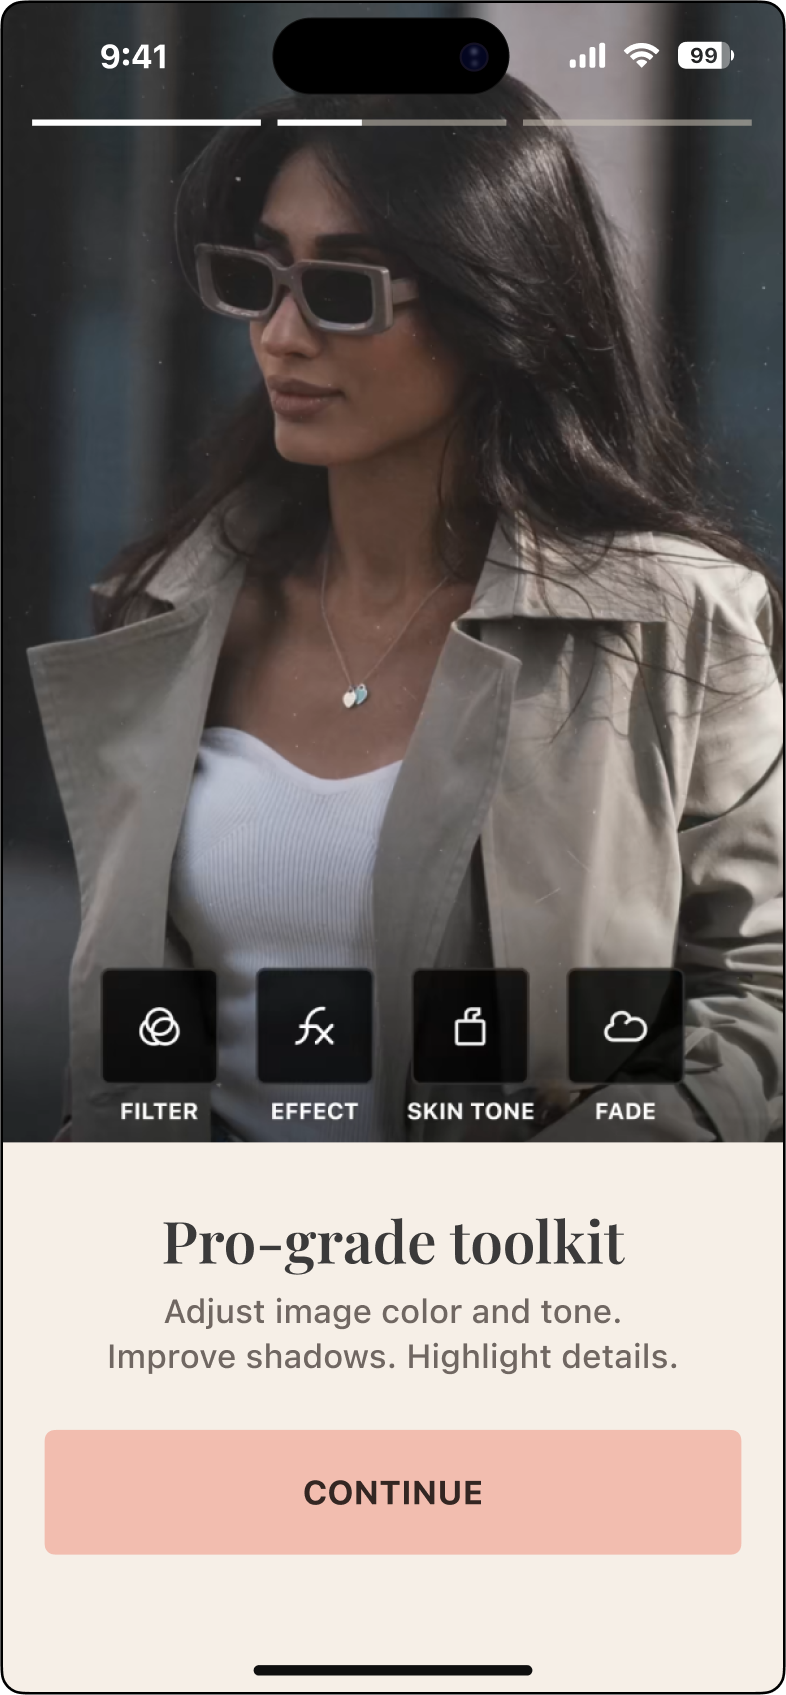 9:41
99
FILTER EFFECT SKIN TONE FADE
Pro-grade toolkit
Adjust image color and tone.
Improve shadows. Highlight details.
CONTINUE